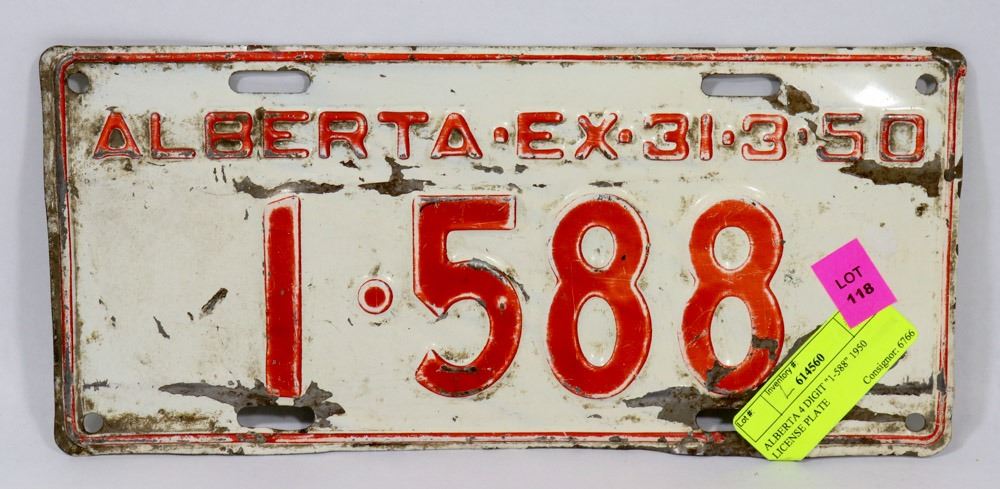 ALBERTA·EX·31·3·50
1·588
LOT
118
Lot #:
Inventory #
614560
ALBERTA 4 DIGIT "1-588" 1950
LICENSE PLATE
Consignor: 6766